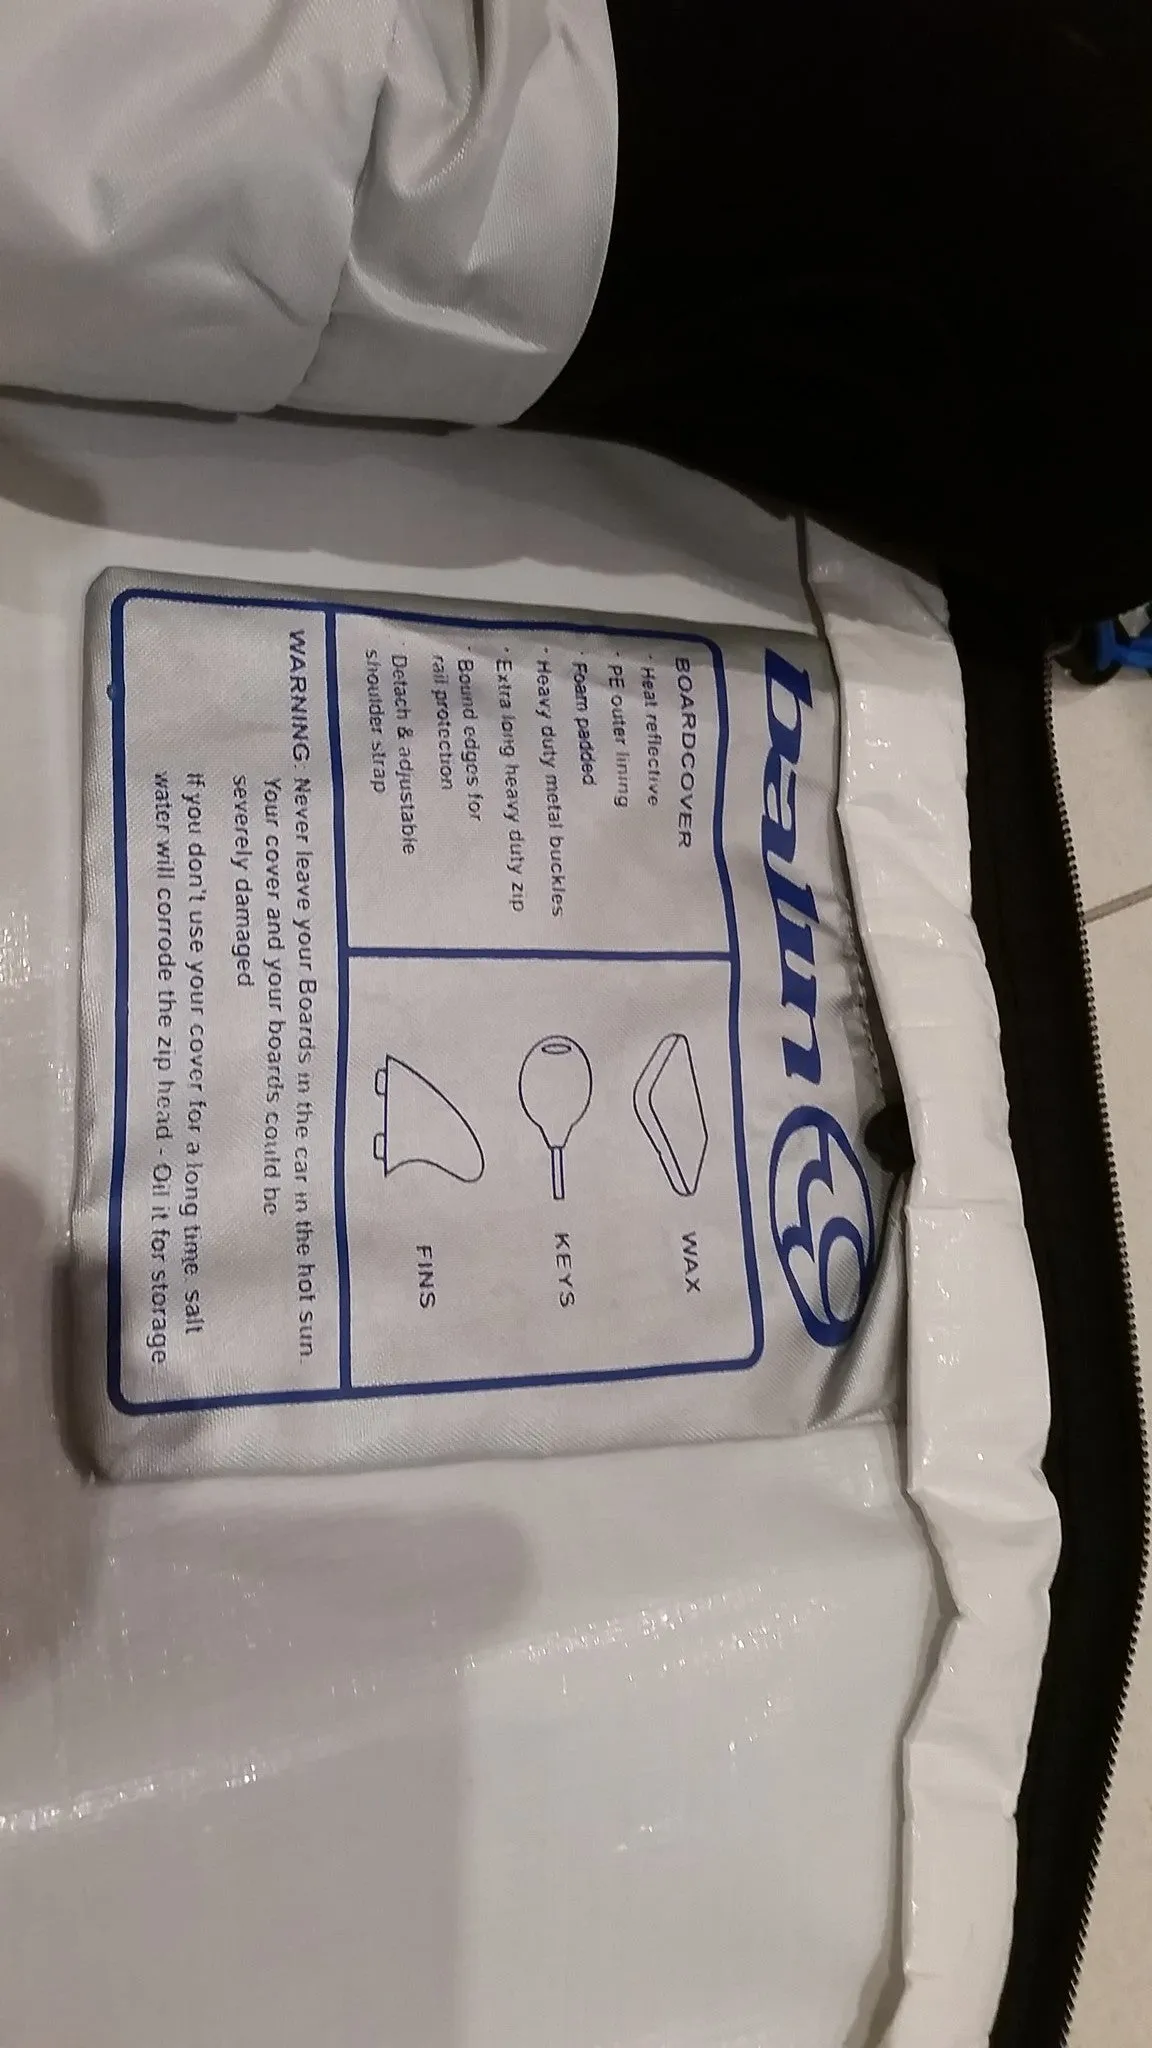 balin
BOARDCOVER
· Heat reflective
· PE outer lining
· Foam padded
· Heavy duty metal buckles
· Extra long heavy duty zip
· Bound edges for
rail protection
· Detach & adjustable
shoulder strap
WAX
KEYS
FINS
WARNING: Never leave your Boards in the car in the hot sun.
Your cover and your boards could be
severely damaged
If you don't use your cover for a long time. salt
water will corrode the zip head - Oil it for storage